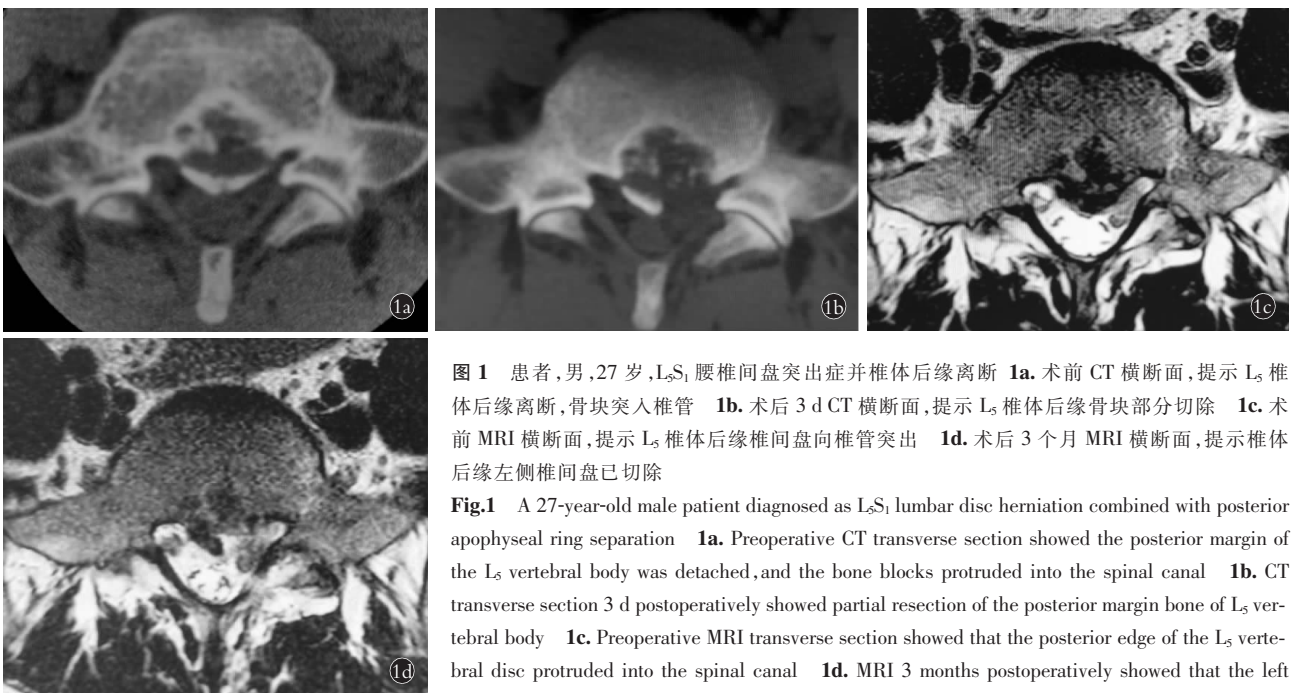 1a
1b
1c
1d
图 1 患者,男,27 岁,L₅S₁ 腰椎间盘突出症并椎体后缘离断 1a. 术前 CT 横断面,提示 L₅ 椎
体后缘离断,骨块突入椎管 1b. 术后 3 d CT 横断面,提示 L₅ 椎体后缘骨块部分切除 1c. 术
前 MRI 横断面,提示 L₅ 椎体后缘椎间盘向椎管突出 1d. 术后 3 个月 MRI 横断面,提示椎体
后缘左侧椎间盘已切除
Fig.1 A 27-year-old male patient diagnosed as L₅S₁ lumbar disc herniation combined with posterior
apophyseal ring separation 1a. Preoperative CT transverse section showed the posterior margin of
the L₅ vertebral body was detached,and the bone blocks protruded into the spinal canal 1b. CT
transverse section 3 d postoperatively showed partial resection of the posterior margin bone of L₅ ver-
tebral body 1c. Preoperative MRI transverse section showed that the posterior edge of the L₅ verte-
bral disc protruded into the spinal canal 1d. MRI 3 months postoperatively showed that the left